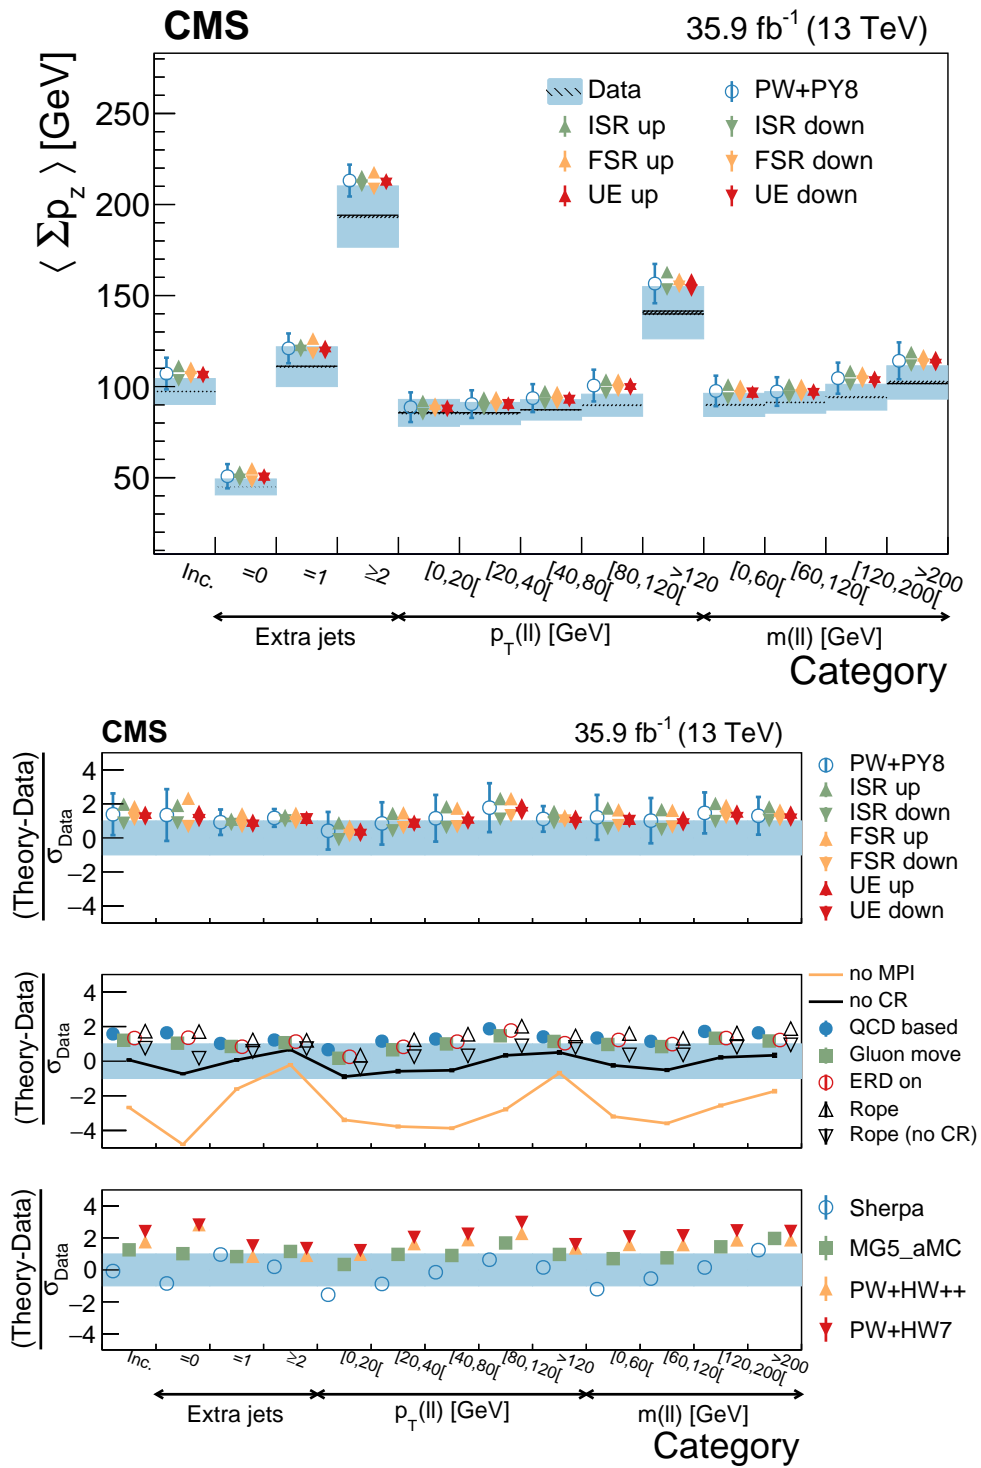 CMS 35.9 fb⁻¹ (13 TeV)
⟨ Σp_z ⟩ [GeV]
250
200
150
100
50
Data PW+PY8
ISR up ISR down
FSR up FSR down
UE up UE down
Inc. =0 =1 ≥2 [0,20[ [20,40[ [40,80[ [80,120[ >120 [0,60[ [60,120[ [120,200[ >200
Extra jets p_T(ll) [GeV] m(ll) [GeV]
Category
CMS 35.9 fb⁻¹ (13 TeV)
(Theory-Data)
σ_Data
4
2
0
−2
−4
PW+PY8
ISR up
ISR down
FSR up
FSR down
UE up
UE down
(Theory-Data)
σ_Data
4
2
0
−2
−4
no MPI
no CR
QCD based
Gluon move
ERD on
Rope
Rope (no CR)
(Theory-Data)
σ_Data
4
2
0
−2
−4
Sherpa
MG5_aMC
PW+HW++
PW+HW7
Inc. =0 =1 ≥2 [0,20[ [20,40[ [40,80[ [80,120[ >120 [0,60[ [60,120[ [120,200[ >200
Extra jets p_T(ll) [GeV] m(ll) [GeV]
Category